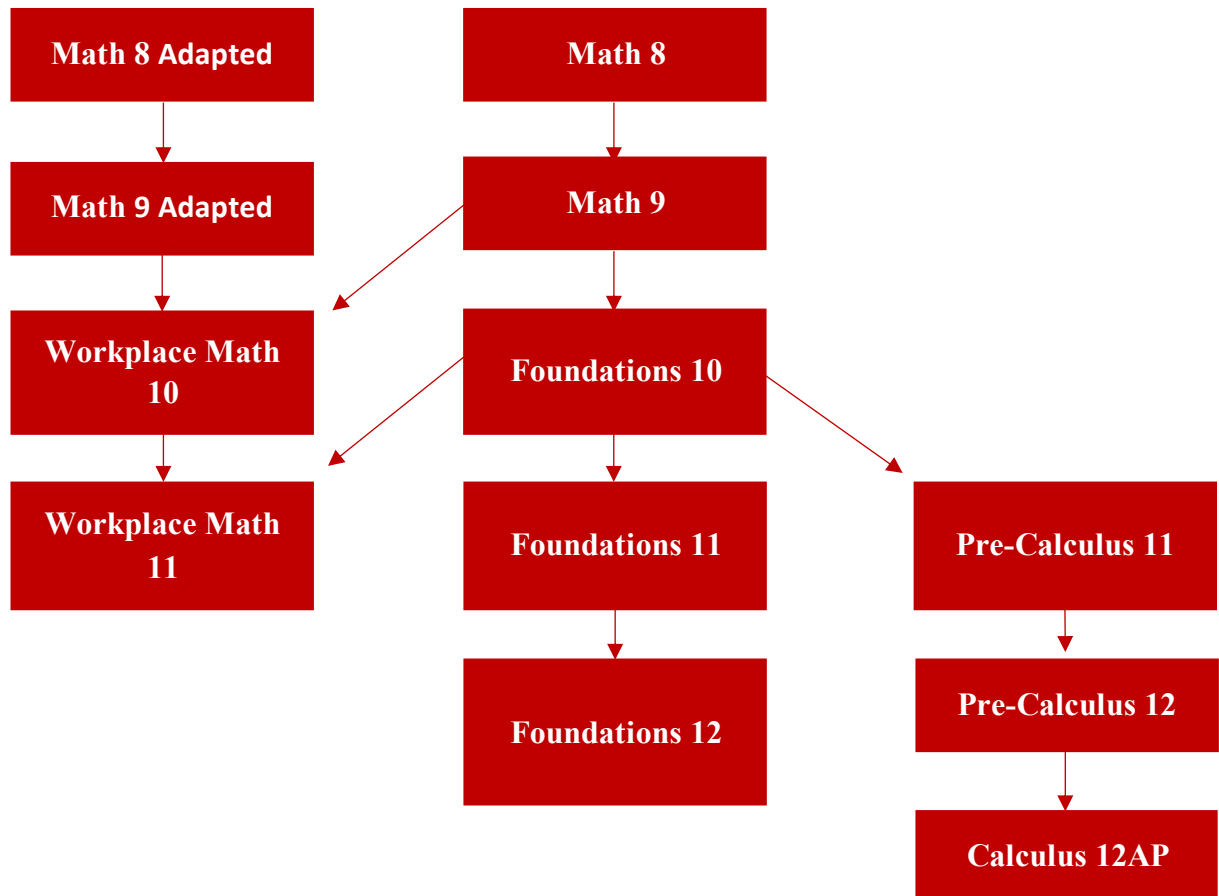 Math 8 Adapted
Math 8
Math 9 Adapted
Math 9
Workplace Math
10
Foundations 10
Workplace Math
11
Foundations 11
Pre-Calculus 11
Foundations 12
Pre-Calculus 12
Calculus 12AP